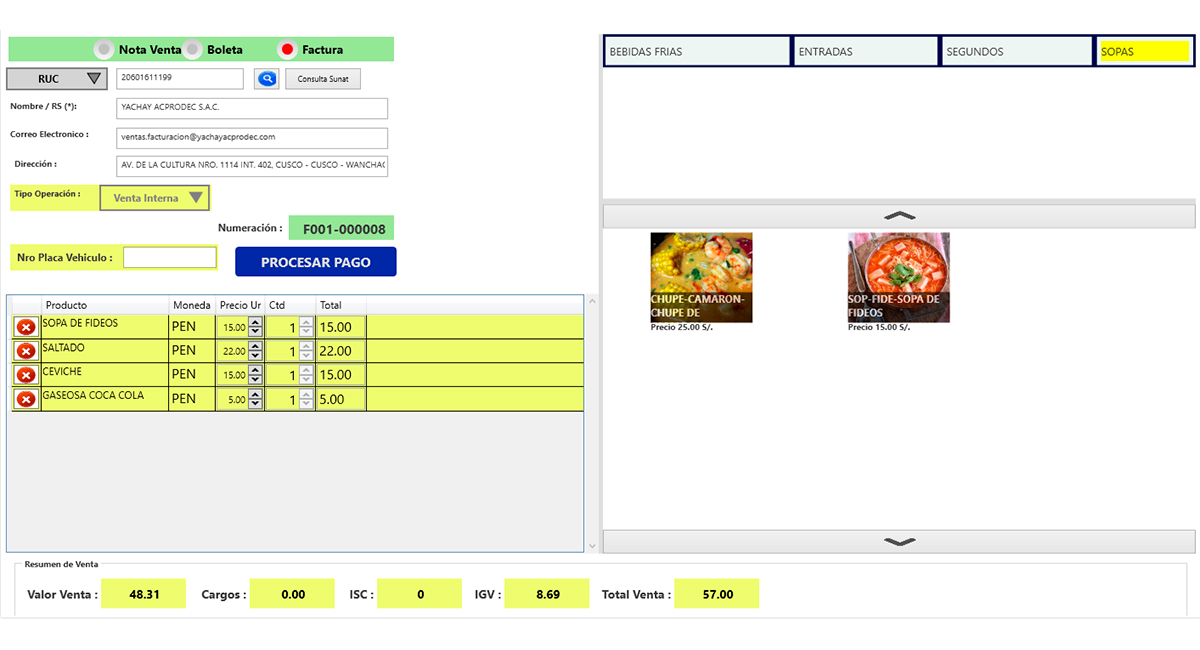 Nota Venta Boleta Factura
RUC 20601611199 Consulta Sunat
Nombre / RS (*): YACHAY ACPRODEC S.A.C.
Correo Electronico : ventas.facturacion@yachayacprodec.com
Dirección : AV. DE LA CULTURA NRO. 1114 INT. 402, CUSCO - CUSCO - WANCHAC
Tipo Operación : Venta Interna
Numeración : F001-000008
Nro Placa Vehiculo : PROCESAR PAGO
Producto Moneda Precio Ur Ctd Total
SOPA DE FIDEOS PEN 15.00 1 15.00
SALTADO PEN 22.00 1 22.00
CEVICHE PEN 15.00 1 15.00
GASEOSA COCA COLA PEN 5.00 1 5.00
BEBIDAS FRIAS ENTRADAS SEGUNDOS SOPAS
CHUPE-CAMARON-
CHUPE DE
Precio 25.00 S/.
SOP-FIDE-SOPA DE
FIDEOS
Precio 15.00 S/.
Resumen de Venta
Valor Venta : 48.31 Cargos : 0.00 ISC : 0 IGV : 8.69 Total Venta : 57.00